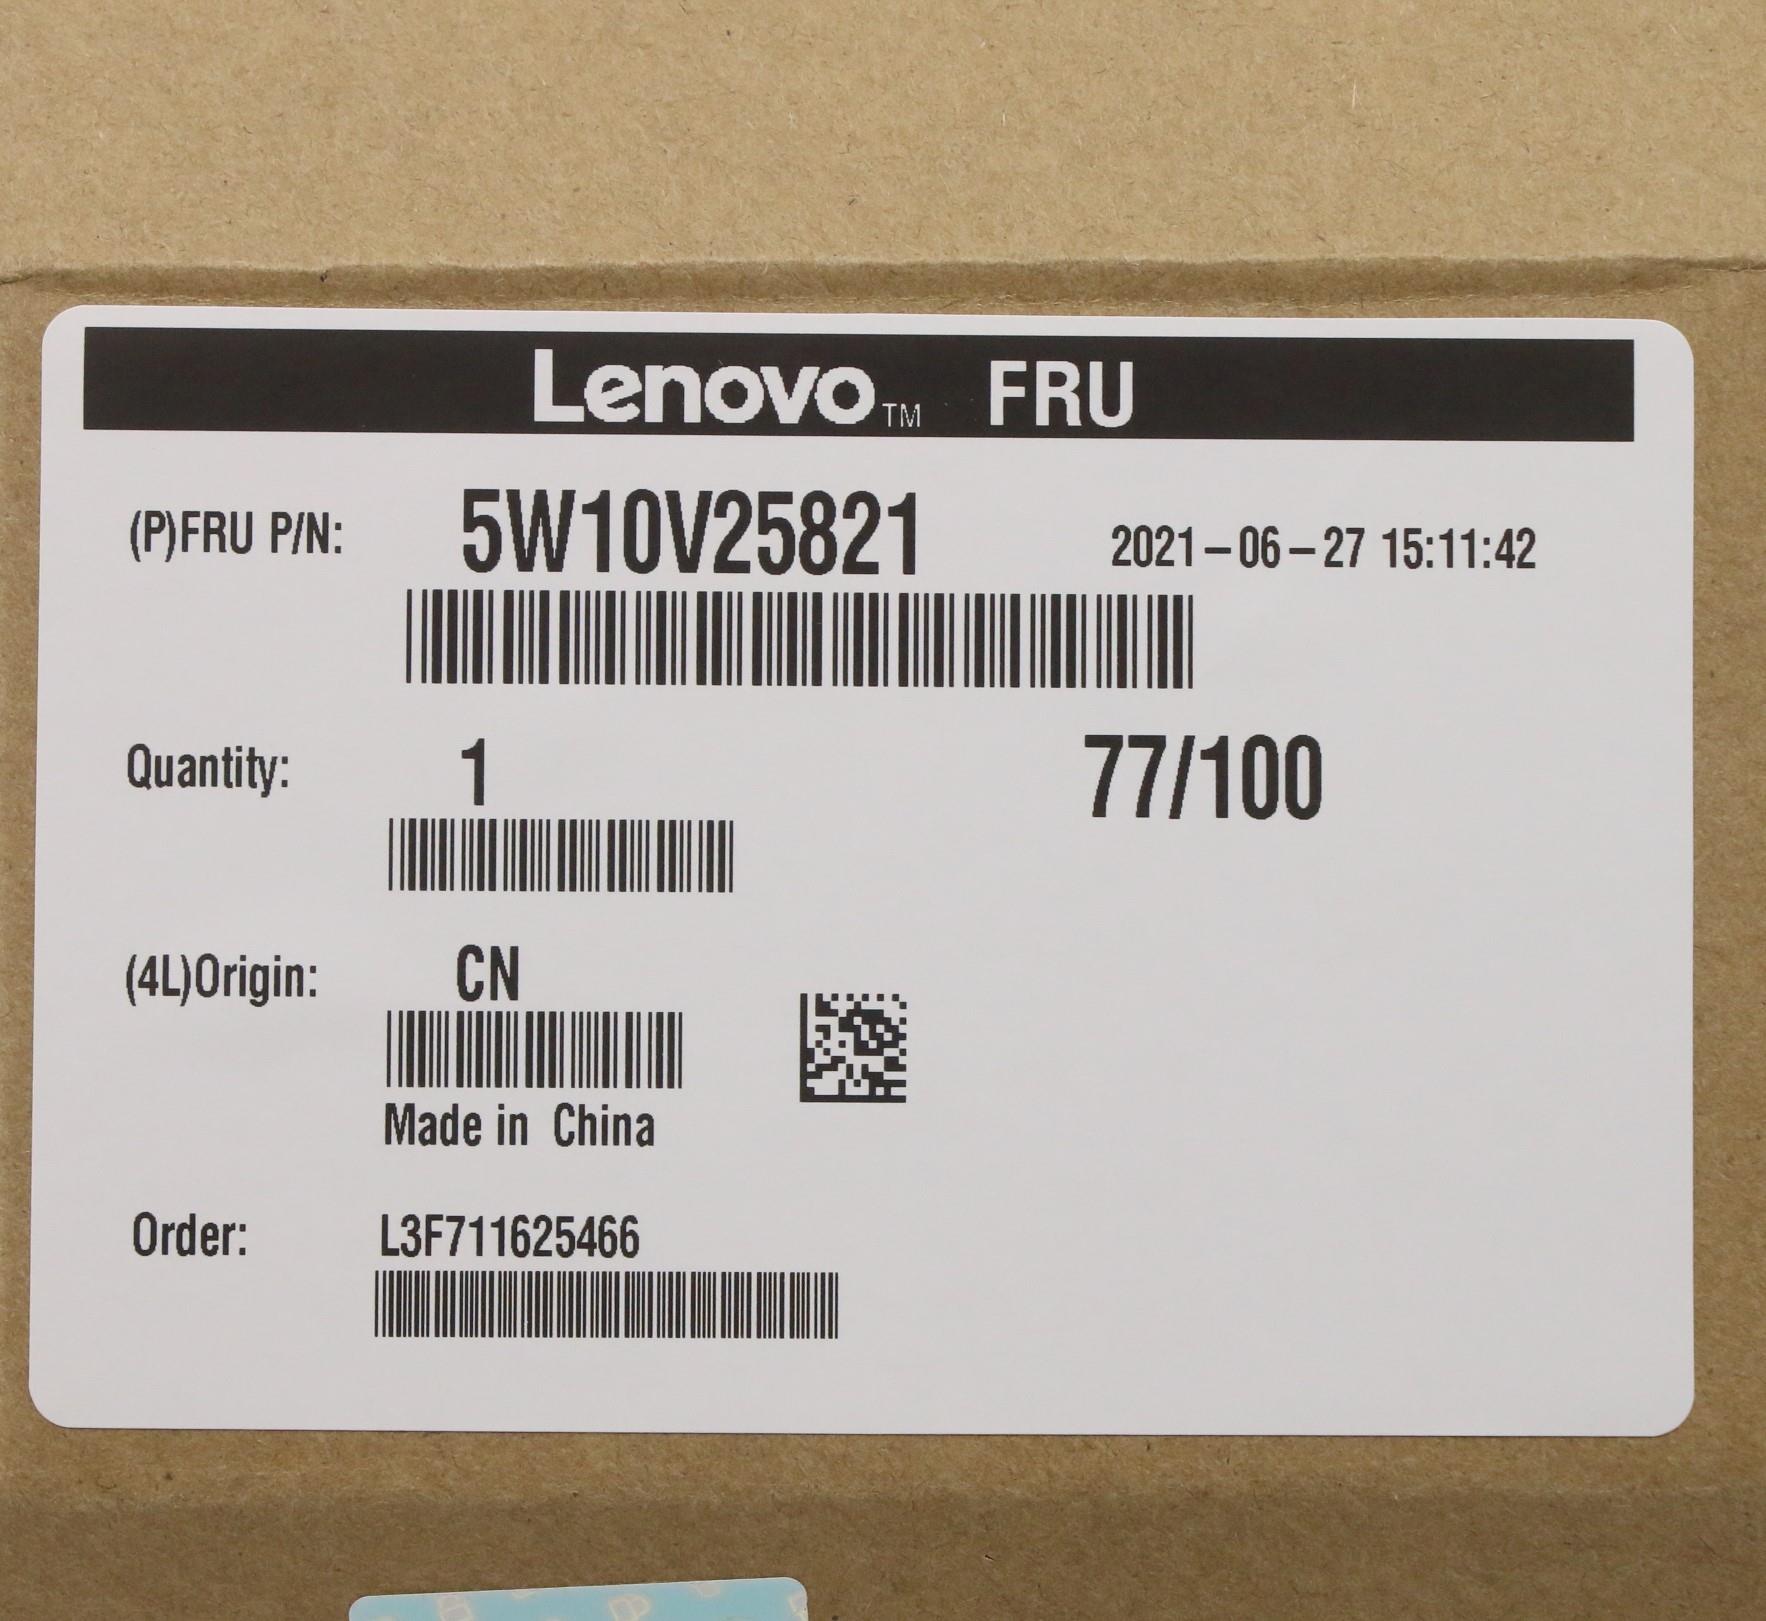 Lenovo™ FRU
(P)FRU P/N: 5W10V25821 2021-06-27 15:11:42
Quantity: 1 77/100
(4L)Origin: CN
Made in China
Order: L3F711625466